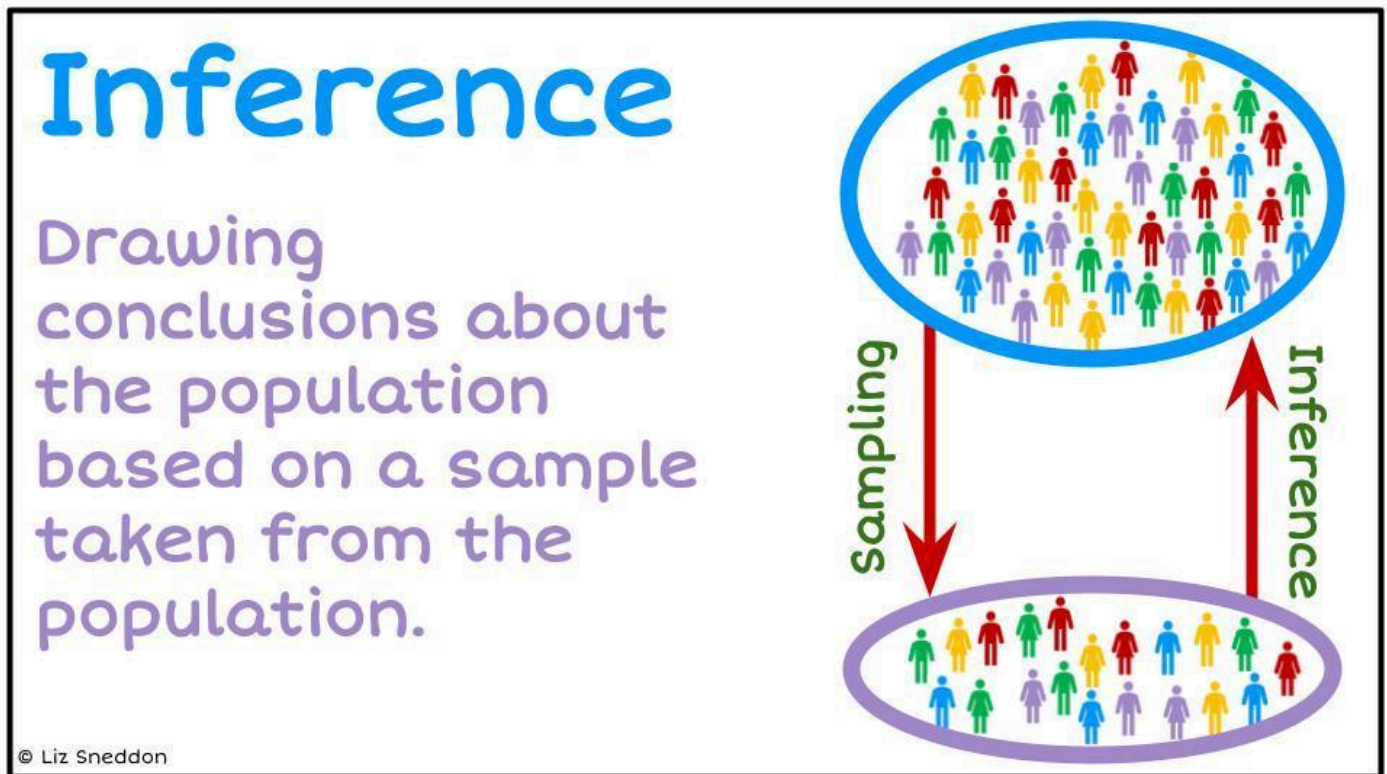 Inference
Drawing
conclusions about
the population
based on a sample
taken from the
population.
Sampling
Inference
© Liz Sneddon